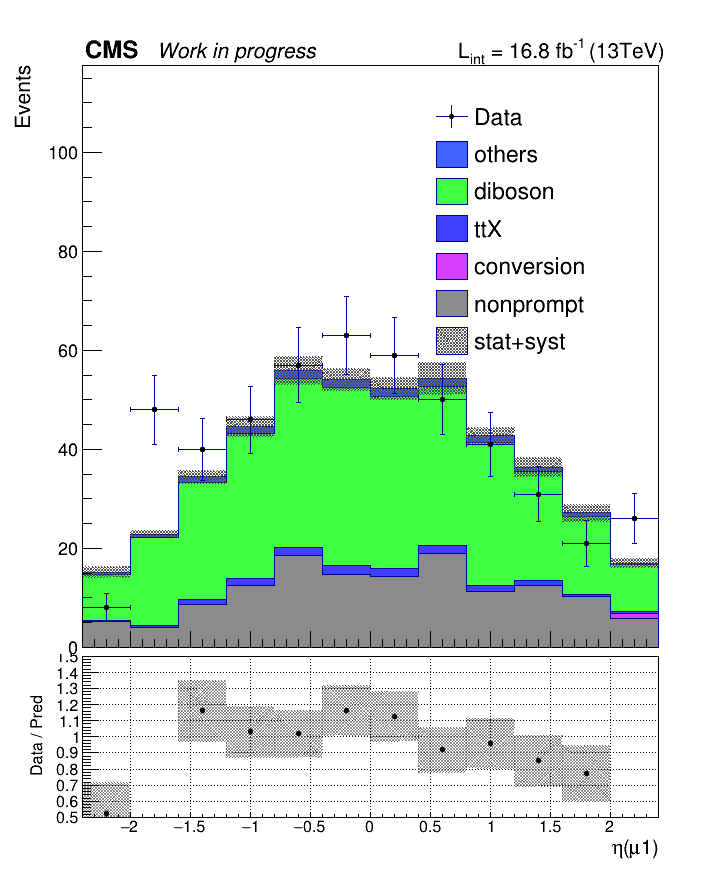 CMS Work in progress L_int = 16.8 fb^-1 (13TeV)
Events
Data
others
diboson
ttX
conversion
nonprompt
stat+syst
100
80
60
40
20
0
Data / Pred
1.5
1.4
1.3
1.2
1.1
1
0.9
0.8
0.7
0.6
0.5
−2 −1.5 −1 −0.5 0 0.5 1 1.5 2
η(μ1)